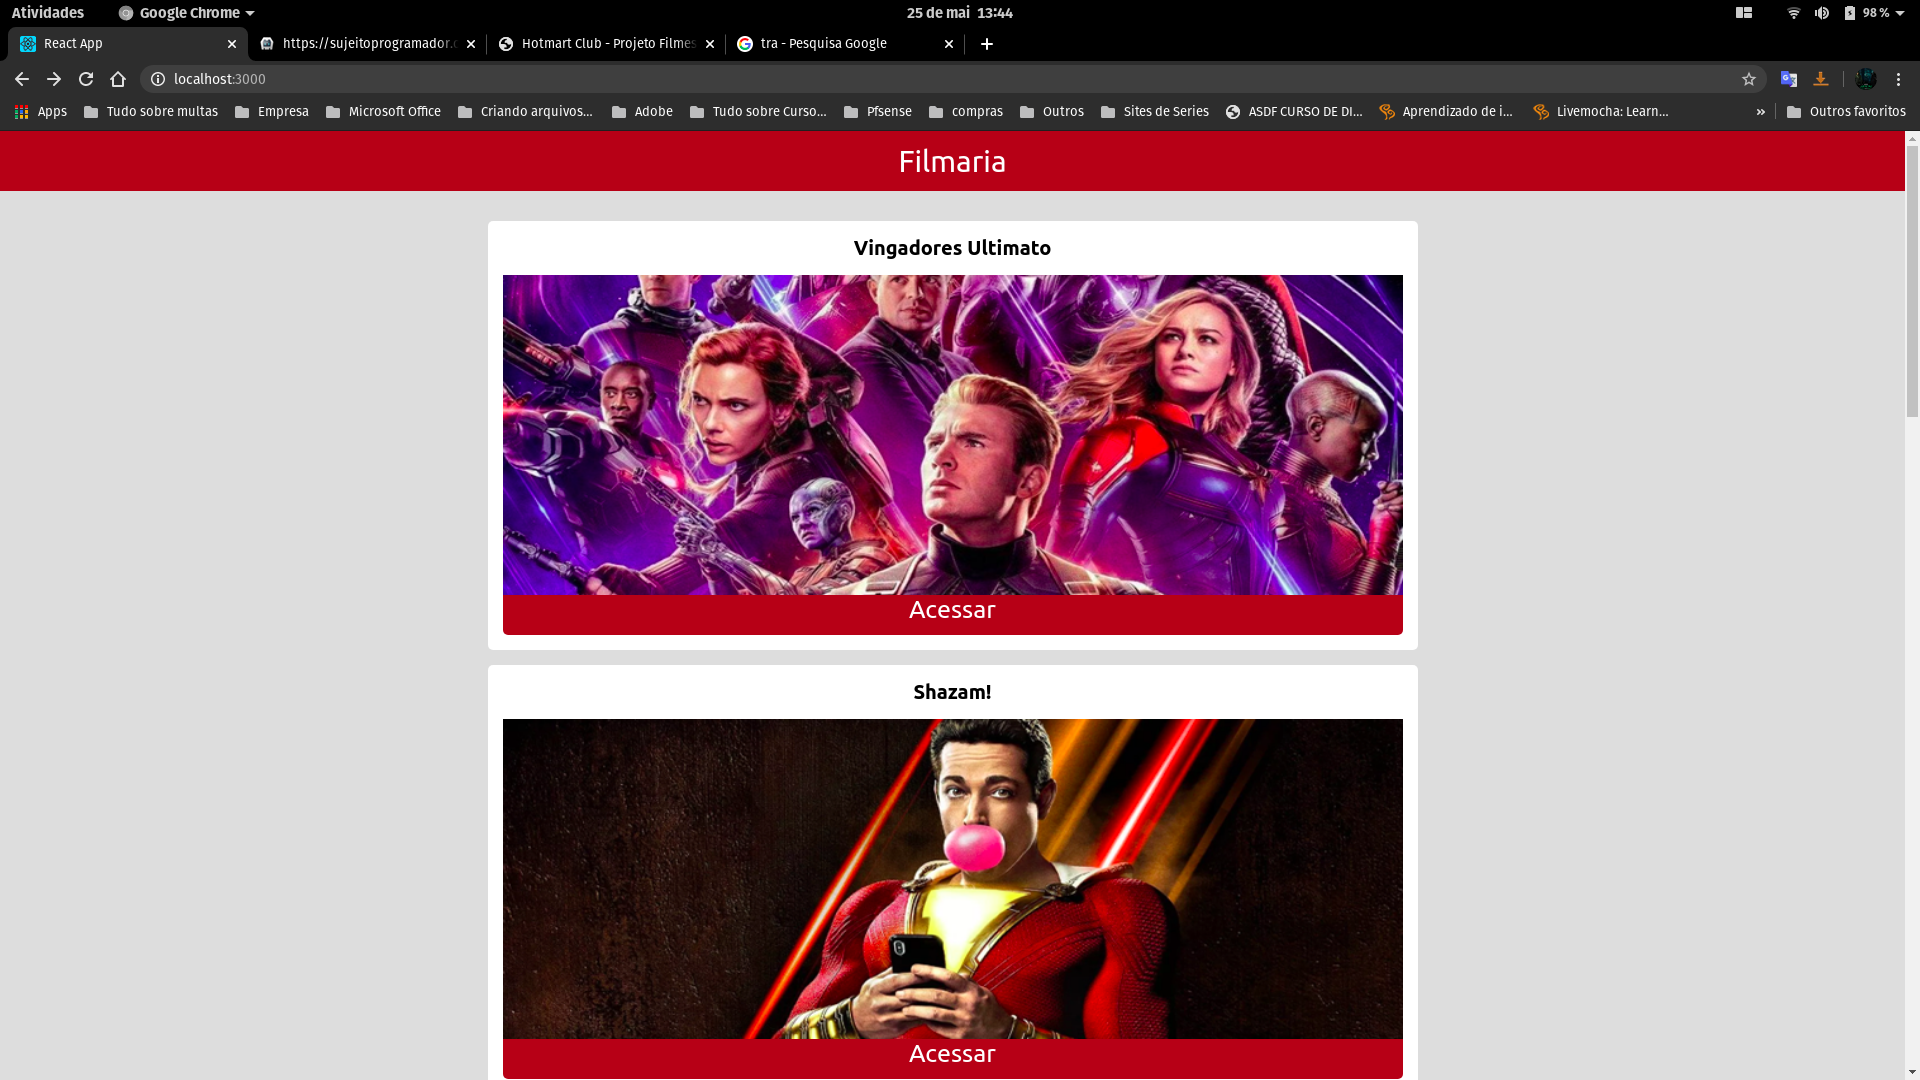 Atividades Google Chrome 25 de mai 13:44 98 %
React App https://sujeitoprogramador.c Hotmart Club - Projeto Filmes tra - Pesquisa Google
localhost:3000
Apps Tudo sobre multas Empresa Microsoft Office Criando arquivos... Adobe Tudo sobre Curso... Pfsense compras Outros Sites de Series ASDF CURSO DE DI... Aprendizado de i... Livemocha: Learn... » Outros favoritos
Filmaria
Vingadores Ultimato
Acessar
Shazam!
Acessar